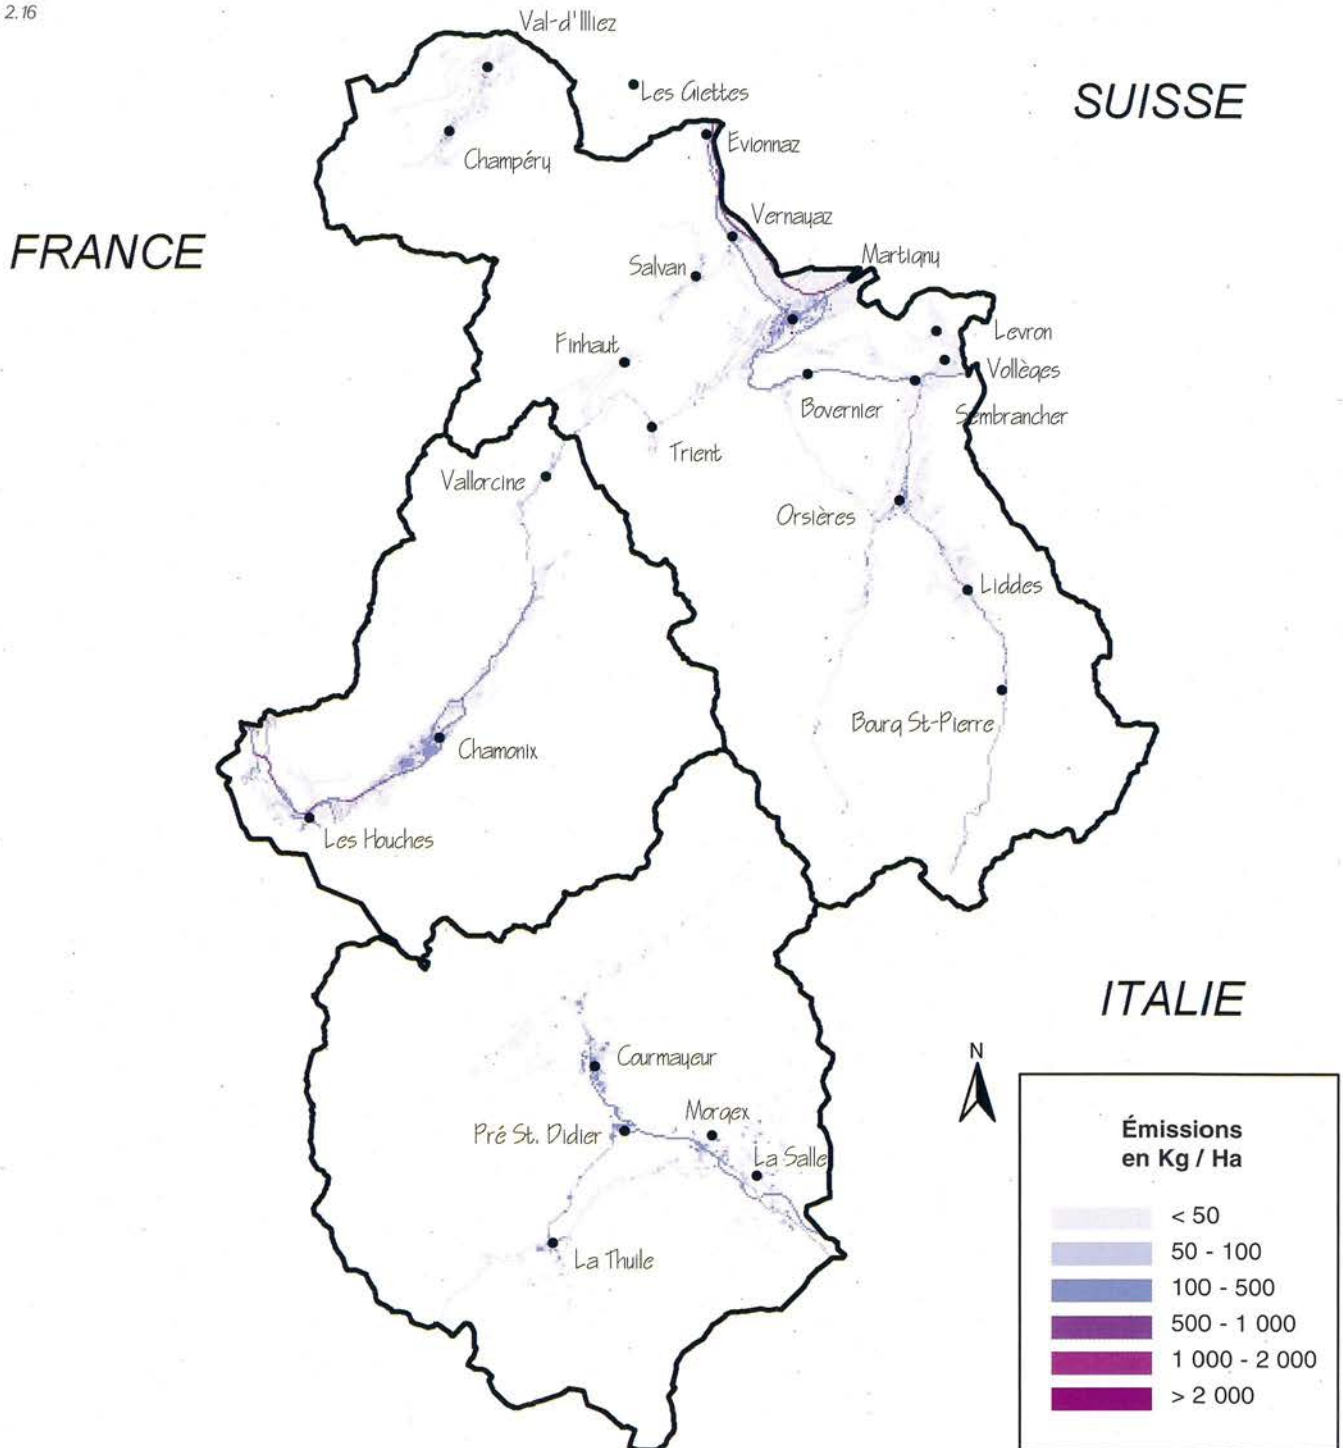 2.16
Val-d'Illiez
Les Giettes
SUISSE
Evionnaz
Champéry
Vernayaz
FRANCE
Martigny
Salvan
Levron
Finhaut
Vollèges
Bovernier
Sembrancher
Trient
Vallorcine
Orsières
Liddes
Bourg St-Pierre
Chamonix
Les Houches
ITALIE
N
Courmayeur
Morgex
Pré St. Didier
La Salle
La Thuile
Émissions
en Kg / Ha
< 50
50 - 100
100 - 500
500 - 1 000
1 000 - 2 000
> 2 000